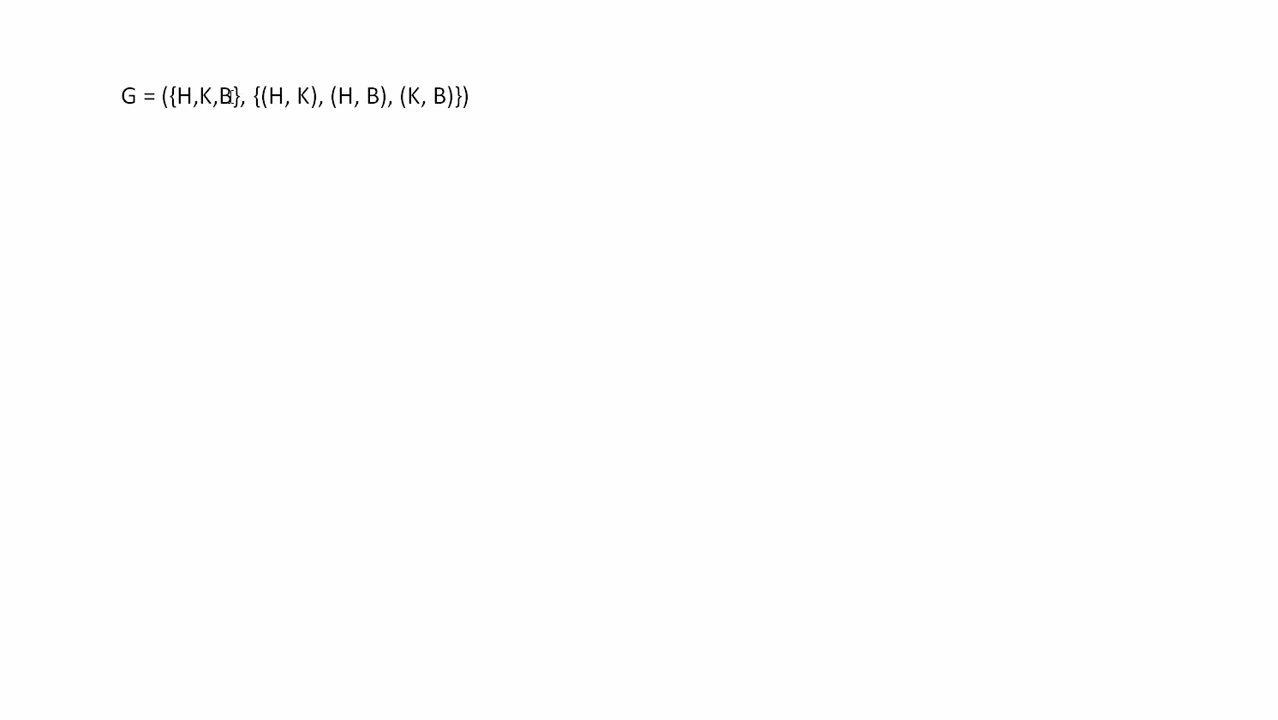 G = ({H,K,B}, {(H, K), (H, B), (K, B)})